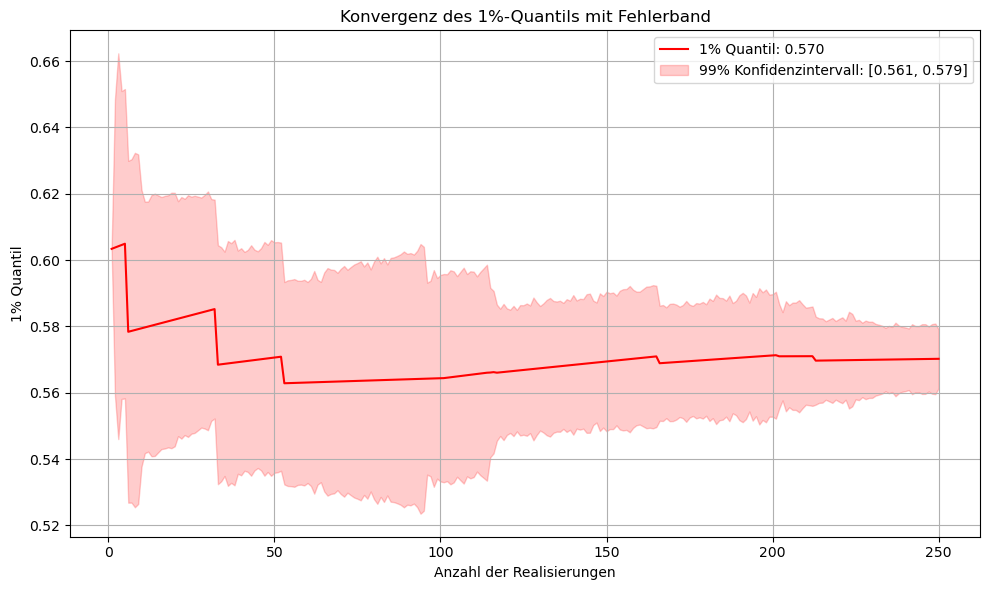 Konvergenz des 1%-Quantils mit Fehlerband
1% Quantil: 0.570
99% Konfidenzintervall: [0.561, 0.579]
1% Quantil
0.66
0.64
0.62
0.60
0.58
0.56
0.54
0.52
0
50
100
150
200
250
Anzahl der Realisierungen